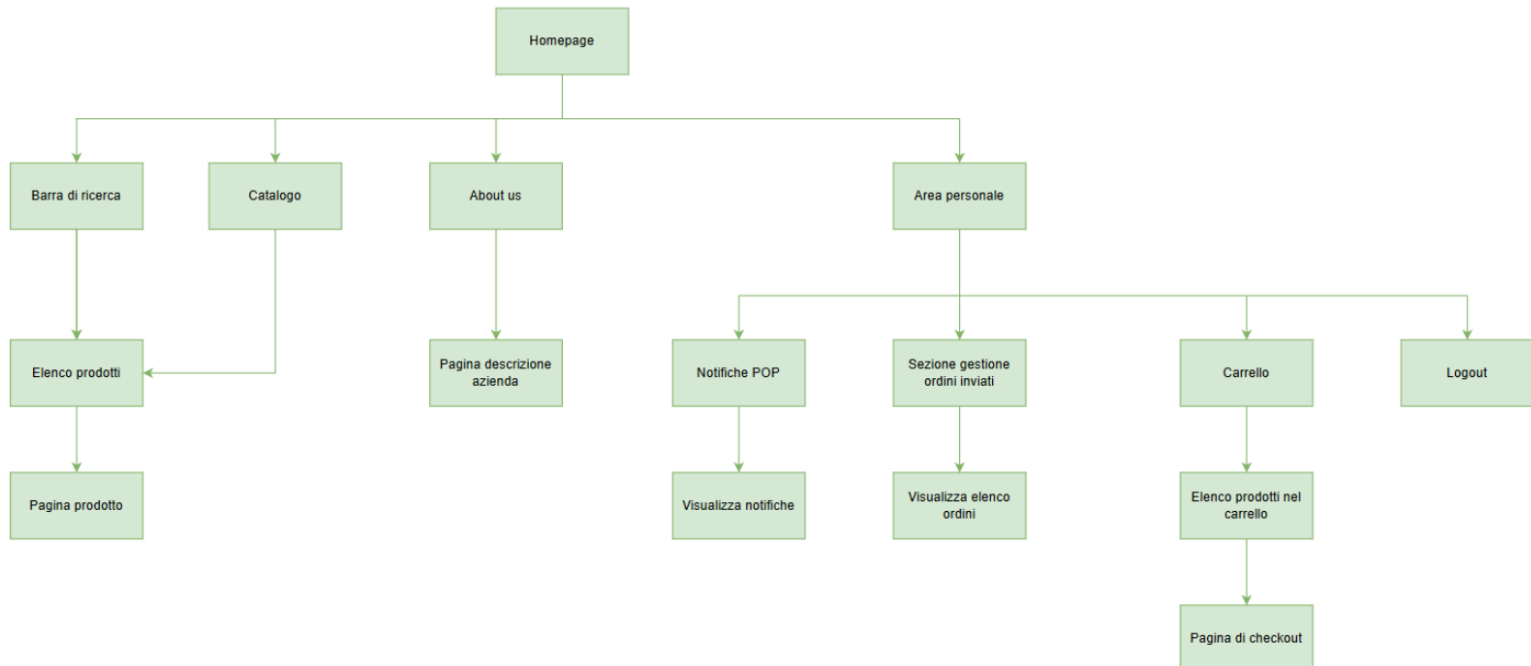 Homepage
Barra di ricerca
Catalogo
About us
Area personale
Elenco prodotti
Pagina descrizione
azienda
Notifiche POP
Sezione gestione
ordini inviati
Carrello
Logout
Pagina prodotto
Visualizza notifiche
Visualizza elenco
ordini
Elenco prodotti nel
carrello
Pagina di checkout